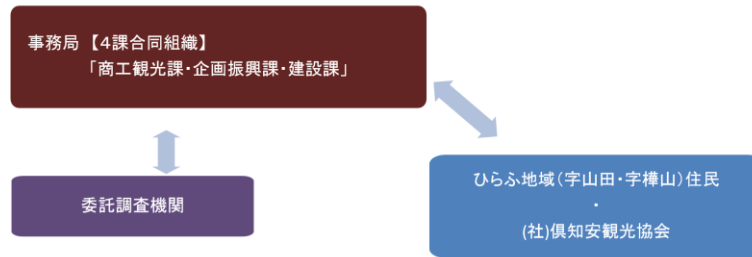 事務局 【4課合同組織】
「商工観光課・企画振興課・建設課」
委託調査機関
ひらふ地域(字山田・字樺山)住民
・
(社)倶知安観光協会